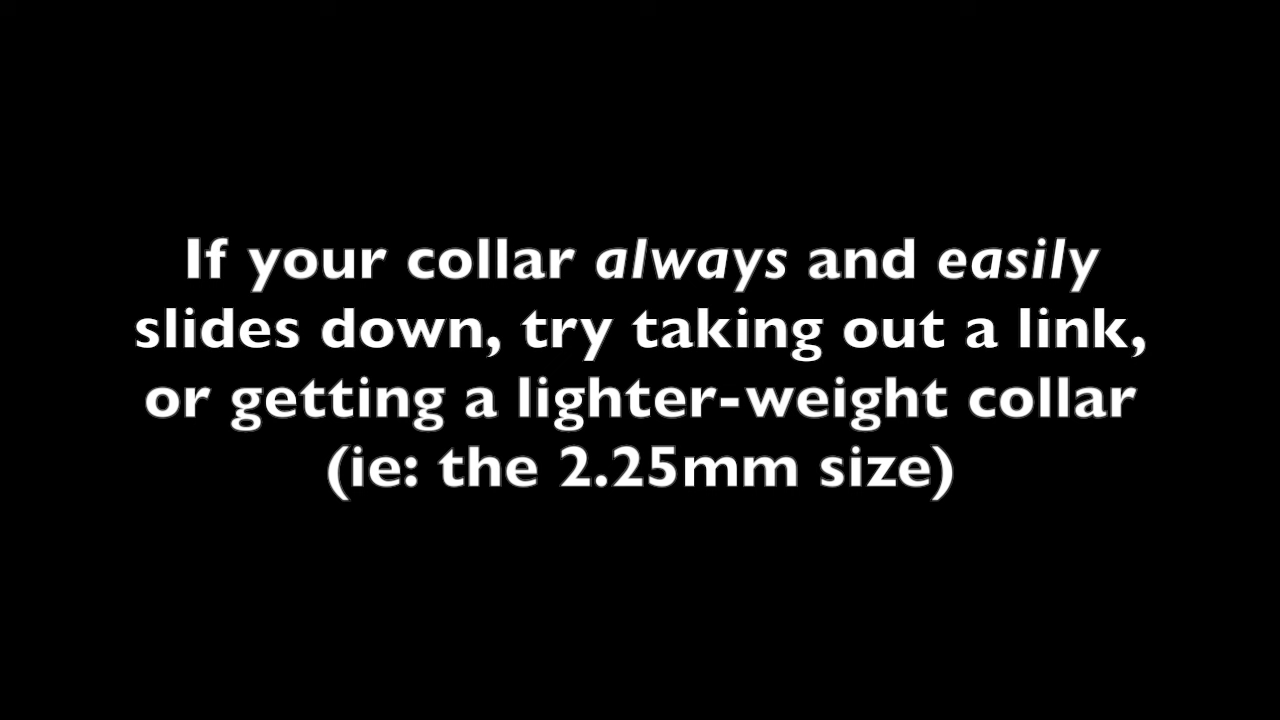 If your collar always and easily
slides down, try taking out a link,
or getting a lighter-weight collar
(ie: the 2.25mm size)